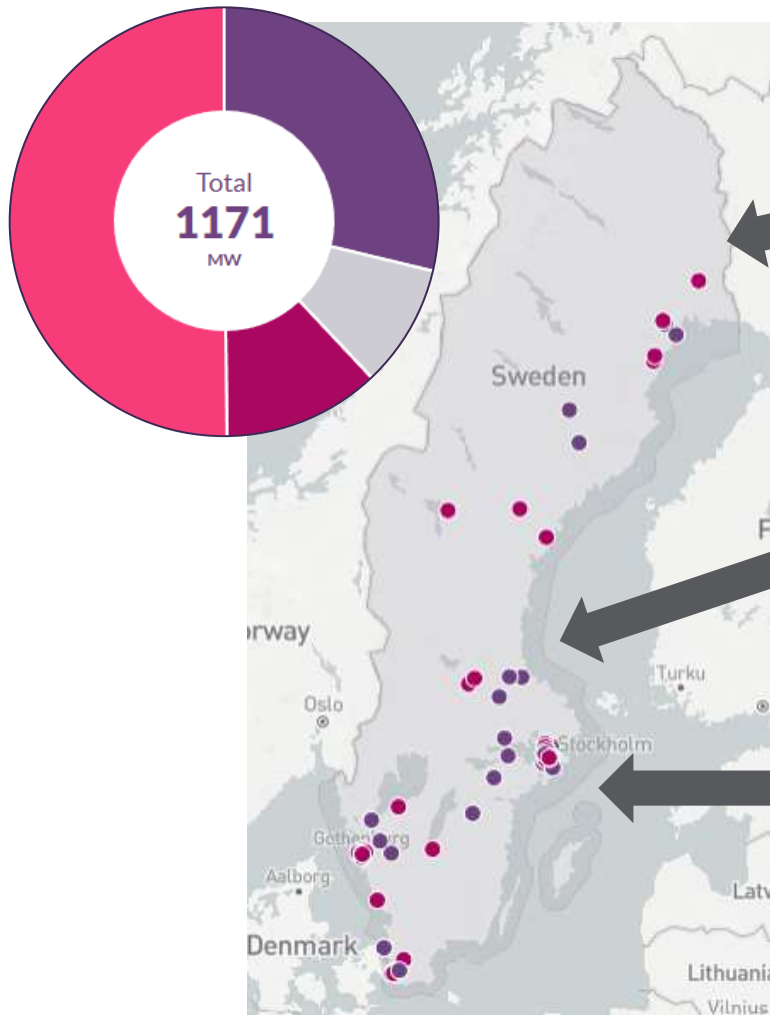 Total
1171
MW
Sweden
F
rway
Turku
Oslo
Stockholm
Gothenburg
Aalborg
Latv
Denmark
Lithuania
Vilnius